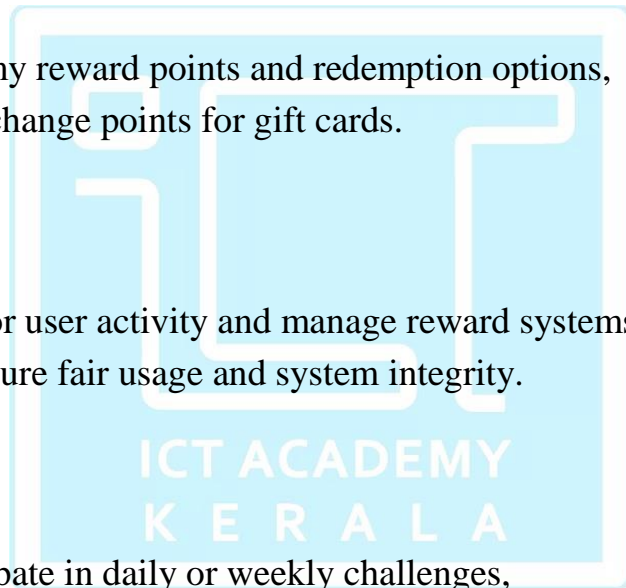 ny reward points and redemption options,
change points for gift cards.
or user activity and manage reward systems
ure fair usage and system integrity.
ICT ACADEMY
KERALA
pate in daily or weekly challenges,